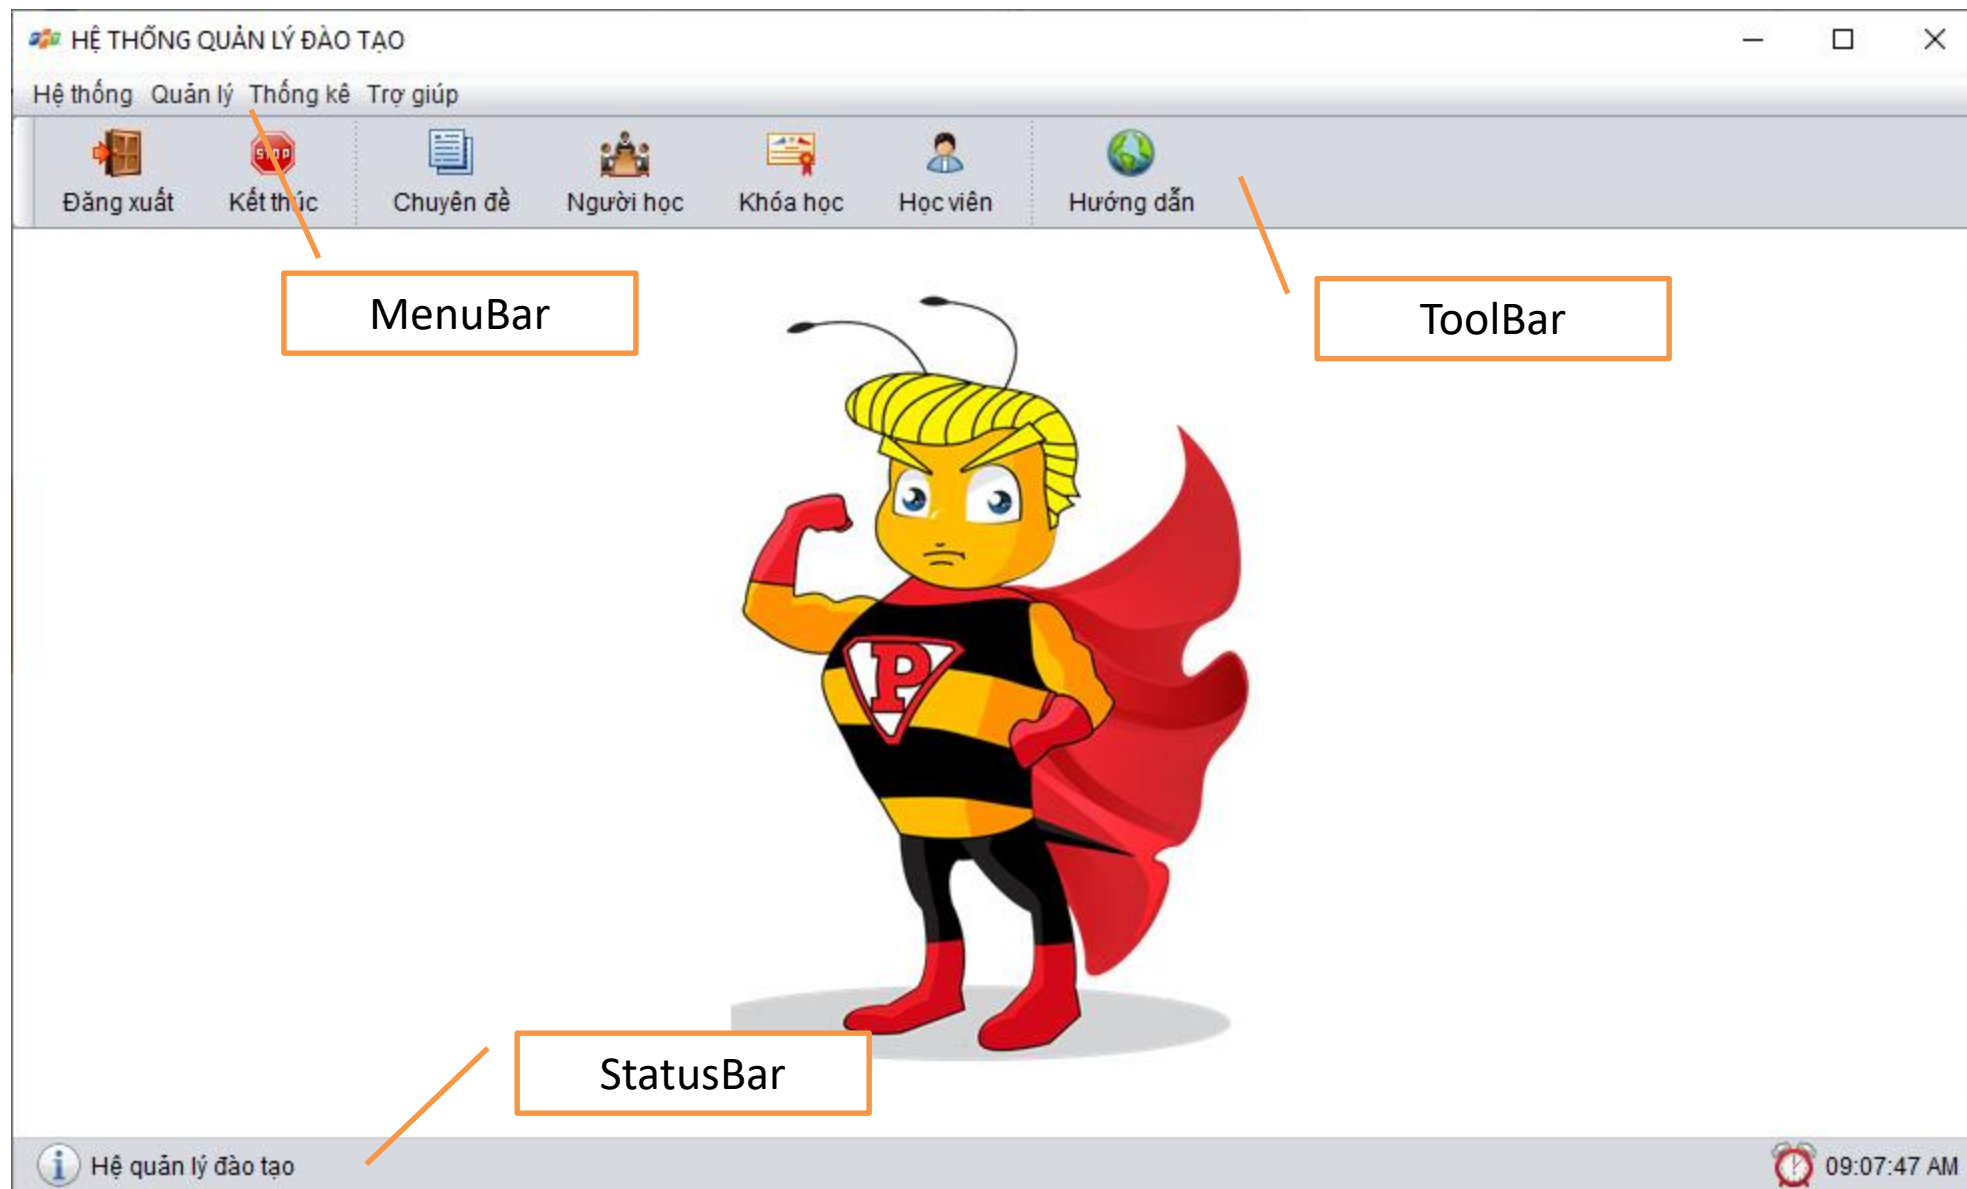 HỆ THỐNG QUẢN LÝ ĐÀO TẠO
Hệ thống Quản lý Thống kê Trợ giúp
STOP
Đăng xuất Kết thúc Chuyên đề Người học Khóa học Học viên Hướng dẫn
MenuBar
ToolBar
P
StatusBar
Hệ quản lý đào tạo
09:07:47 AM